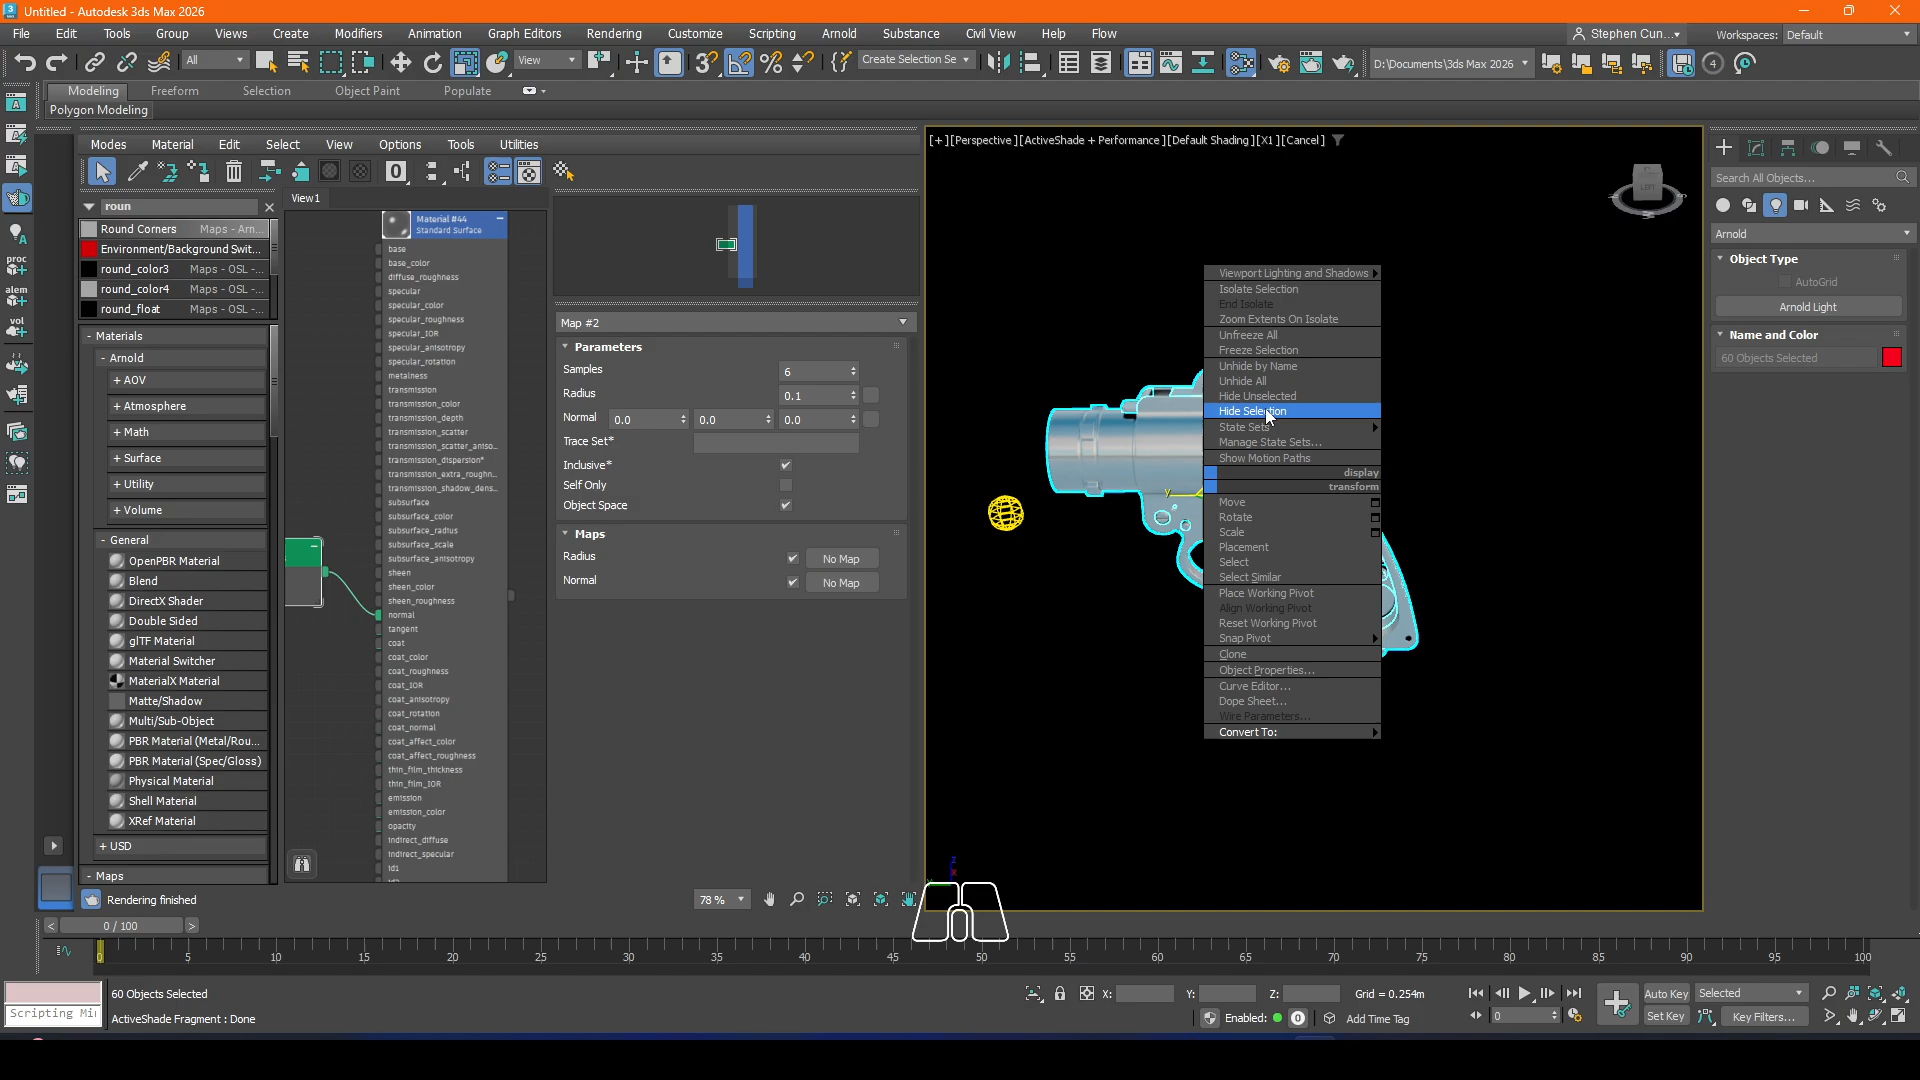 Untitled - Autodesk 3ds Max 2026
File Edit Tools Group Views Create Modifiers Animation Graph Editors Rendering Customize Scripting Arnold Substance Civil View Help Flow
Stephen Cun... Workspaces: Default
All View Create Selection Se D:\Documents\3ds Max 2026
Modeling Freeform Selection Object Paint Populate
Polygon Modeling
Modes Material Edit Select View Options Tools Utilities
[+][Perspective][ActiveShade + Performance][Default Shading][X1][Cancel]
roun
View1
Round Corners Maps - Arn...
Environment/Background Swit...
round_color3 Maps - OSL -...
round_color4 Maps - OSL -...
round_float Maps - OSL -...
- Materials
- Arnold
+ AOV
+ Atmosphere
+ Math
+ Surface
+ Utility
+ Volume
- General
OpenPBR Material
Blend
DirectX Shader
Double Sided
glTF Material
Material Switcher
MaterialX Material
Matte/Shadow
Multi/Sub-Object
PBR Material (Metal/Rou...
PBR Material (Spec/Gloss)
Physical Material
Shell Material
XRef Material
+ USD
- Maps
Rendering finished
Material #44
Standard Surface
base
base_color
diffuse_roughness
specular
specular_color
specular_roughness
specular_IOR
specular_anisotropy
specular_rotation
metalness
transmission
transmission_color
transmission_depth
transmission_scatter
transmission_scatter_aniso...
transmission_dispersion*
transmission_extra_roughn...
transmission_shadow_dens...
subsurface
subsurface_color
subsurface_radius
subsurface_scale
subsurface_anisotropy
sheen
sheen_color
sheen_roughness
normal
tangent
coat
coat_color
coat_roughness
coat_IOR
coat_anisotropy
coat_rotation
coat_normal
coat_affect_color
coat_affect_roughness
thin_film_thickness
thin_film_IOR
emission
emission_color
opacity
indirect_diffuse
indirect_specular
id1
Map #2
Parameters
Samples 6
Radius 0.1
Normal 0.0 0.0 0.0
Trace Set*
Inclusive*
Self Only
Object Space
Maps
Radius No Map
Normal No Map
78 %
Viewport Lighting and Shadows
Isolate Selection
End Isolate
Zoom Extents On Isolate
Unfreeze All
Freeze Selection
Unhide by Name
Unhide All
Hide Unselected
Hide Selection
State Sets
Manage State Sets...
Show Motion Paths
display
transform
Move
Rotate
Scale
Placement
Select
Select Similar
Place Working Pivot
Align Working Pivot
Reset Working Pivot
Snap Pivot
Clone
Object Properties...
Curve Editor...
Dope Sheet...
Wire Parameters...
Convert To:
LEFT
y
z
x
Search All Objects...
Arnold
Object Type
AutoGrid
Arnold Light
Name and Color
60 Objects Selected
proc
alem
vol
0 / 100
0 5 10 15 20 25 30 35 40 45 50 55 60 65 70 75 80 85 90 95 100
60 Objects Selected X: Y: Z: Grid = 0.254m Auto Key Selected
Scripting Mi
ActiveShade Fragment : Done Enabled: 0 Add Time Tag 0 Set Key Key Filters...